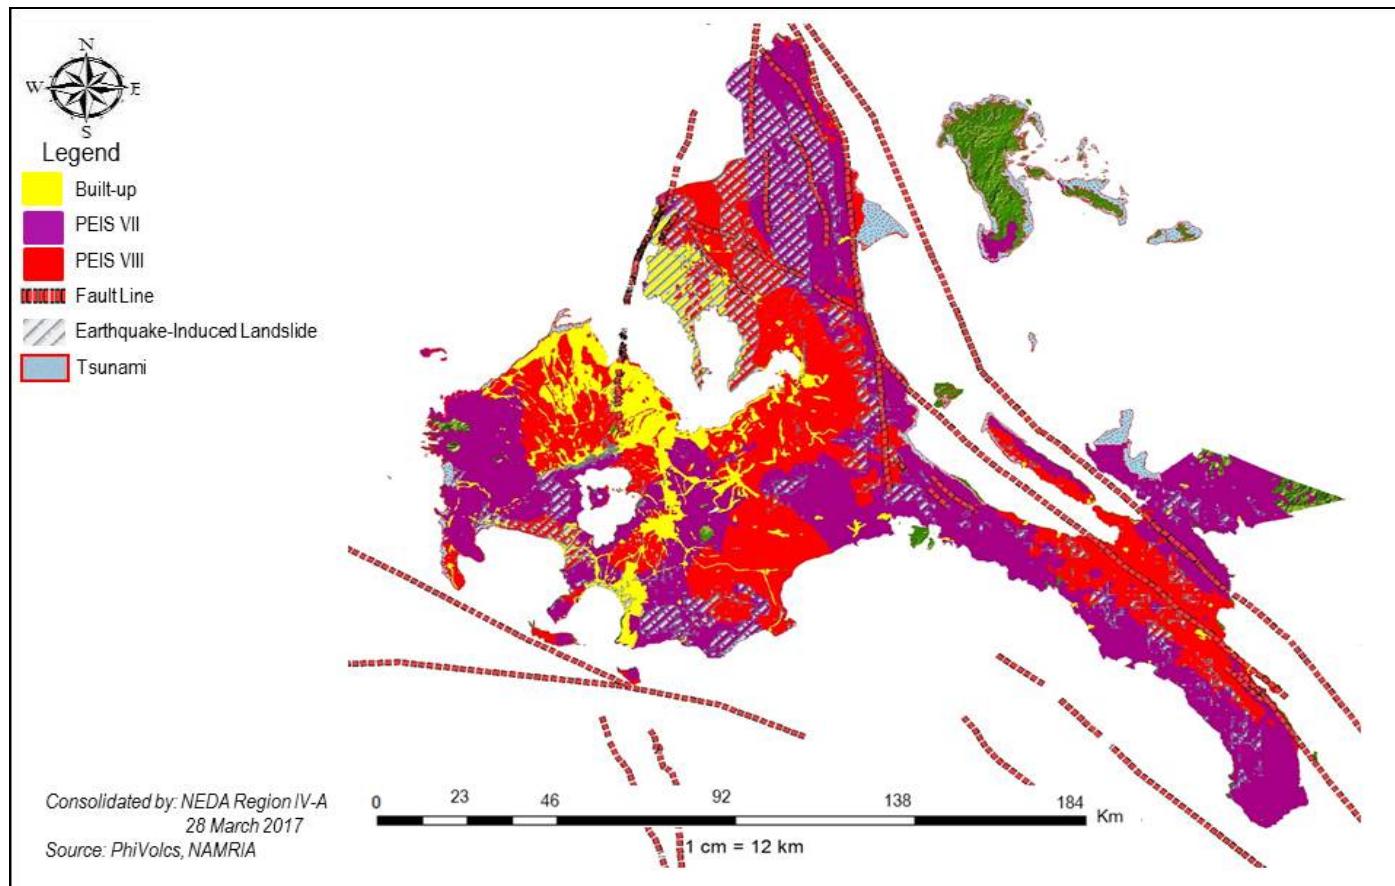 N
W E
S
Legend
Built-up
PEIS VII
PEIS VIII
Fault Line
Earthquake-Induced Landslide
Tsunami
Consolidated by: NEDA Region IV-A
28 March 2017
Source: PhiVolcs, NAMRIA
0 23 46 92 138 184 Km
1 cm = 12 km